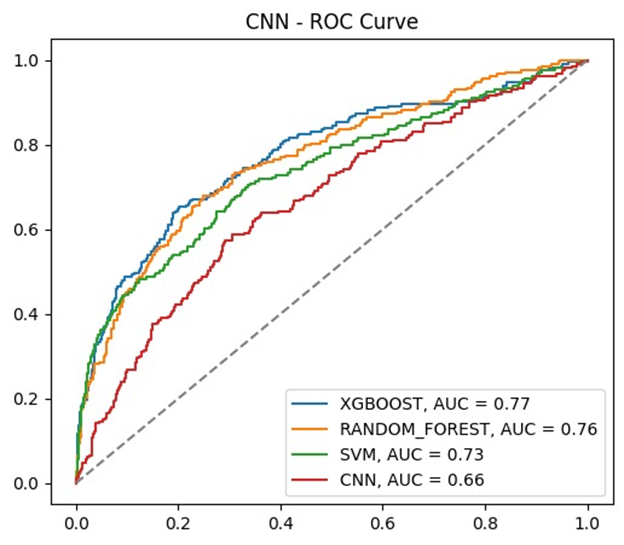 CNN - ROC Curve
1.0
0.8
0.6
0.4
0.2
0.0
XGBOOST, AUC = 0.77
RANDOM_FOREST, AUC = 0.76
SVM, AUC = 0.73
CNN, AUC = 0.66
0.0 0.2 0.4 0.6 0.8 1.0